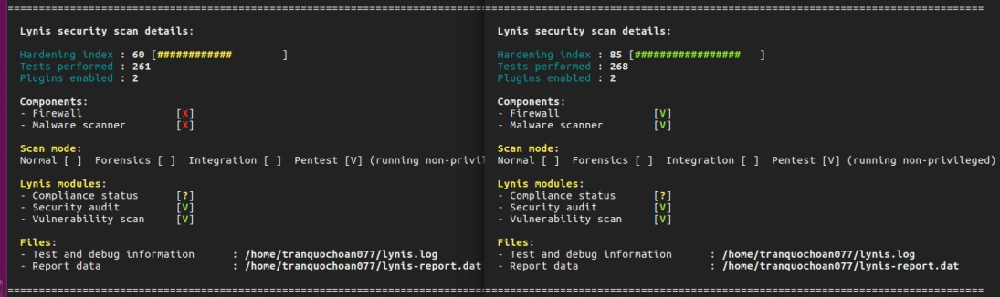 ================================================================================
Lynis security scan details:
Hardening index : 60 [############        ]
Tests performed : 261
Plugins enabled : 2
Components:
- Firewall               [X]
- Malware scanner        [X]
Scan mode:
Normal [ ]  Forensics [ ]  Integration [ ]  Pentest [V] (running non-privil
Lynis modules:
- Compliance status      [?]
- Security audit         [V]
- Vulnerability scan     [V]
Files:
- Test and debug information      : /home/tranquochoan077/lynis.log
- Report data                     : /home/tranquochoan077/lynis-report.dat
================================================================================
================================================================================
Lynis security scan details:
Hardening index : 85 [#################   ]
Tests performed : 268
Plugins enabled : 2
Components:
- Firewall               [V]
- Malware scanner        [V]
Scan mode:
Normal [ ]  Forensics [ ]  Integration [ ]  Pentest [V] (running non-privileged)
Lynis modules:
- Compliance status      [?]
- Security audit         [V]
- Vulnerability scan     [V]
Files:
- Test and debug information      : /home/tranquochoan077/lynis.log
- Report data                     : /home/tranquochoan077/lynis-report.dat
================================================================================